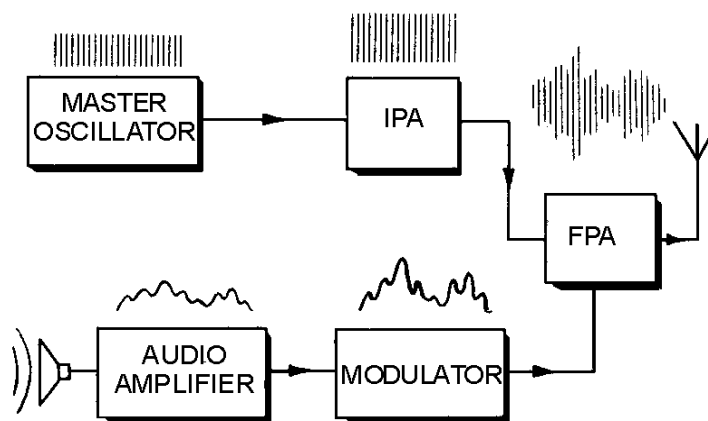 MASTER
OSCILLATOR
IPA
FPA
AUDIO
AMPLIFIER
MODULATOR